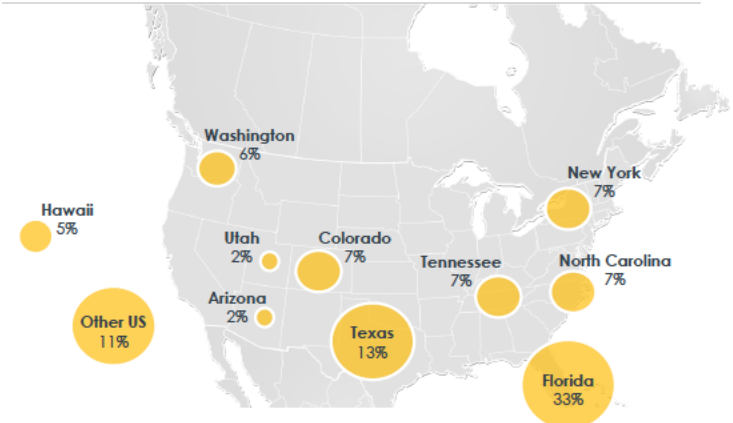 Washington
6%
New York
7%
Hawaii
5%
Utah
2%
Colorado
7%
Tennessee
7%
North Carolina
7%
Arizona
2%
Other US
11%
Texas
13%
Florida
33%